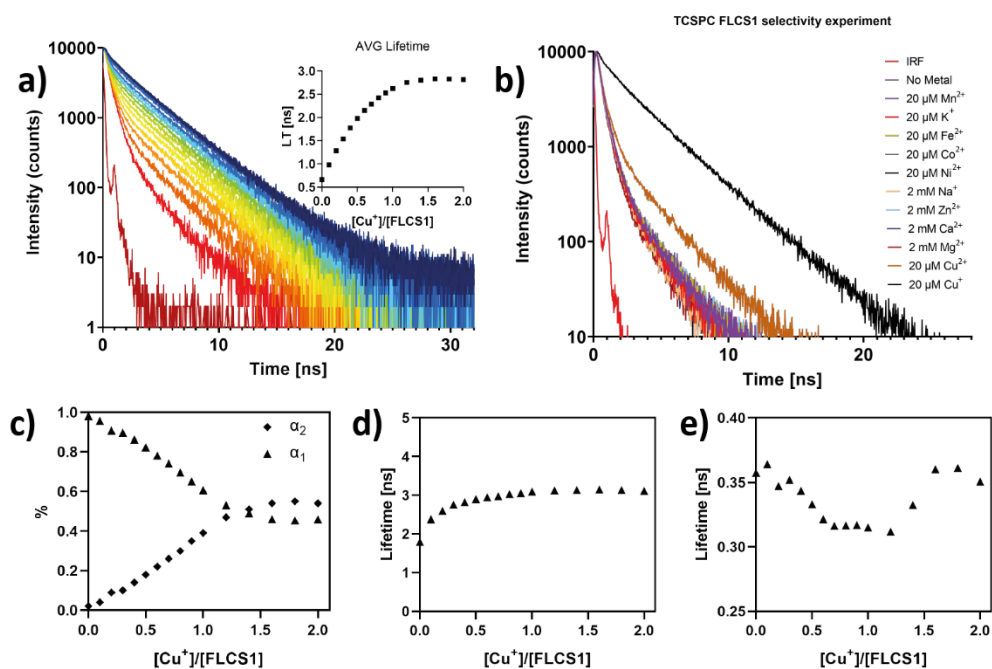 a)
AVG Lifetime
Intensity (counts)
10000
1000
100
10
1
0
10
20
30
Time [ns]
LT [ns]
3.0
2.5
2.0
1.5
1.0
0.5
0.0
0.5
1.0
1.5
2.0
[Cu⁺]/[FLCS1]
TCSPC FLCS1 selectivity experiment
b)
Intensity (counts)
10000
1000
100
10
0
10
20
Time [ns]
IRF
No Metal
20 µM Mn²⁺
20 µM K⁺
20 µM Fe²⁺
20 µM Co²⁺
20 µM Ni²⁺
2 mM Na⁺
2 mM Zn²⁺
2 mM Ca²⁺
2 mM Mg²⁺
20 µM Cu²⁺
20 µM Cu⁺
c)
%
1.0
0.8
0.6
0.4
0.2
0.0
α₂
α₁
0.0
0.5
1.0
1.5
2.0
[Cu⁺]/[FLCS1]
d)
Lifetime [ns]
5
4
3
2
1
0
0.0
0.5
1.0
1.5
2.0
[Cu⁺]/[FLCS1]
e)
Lifetime [ns]
0.40
0.35
0.30
0.25
0.0
0.5
1.0
1.5
2.0
[Cu⁺]/[FLCS1]